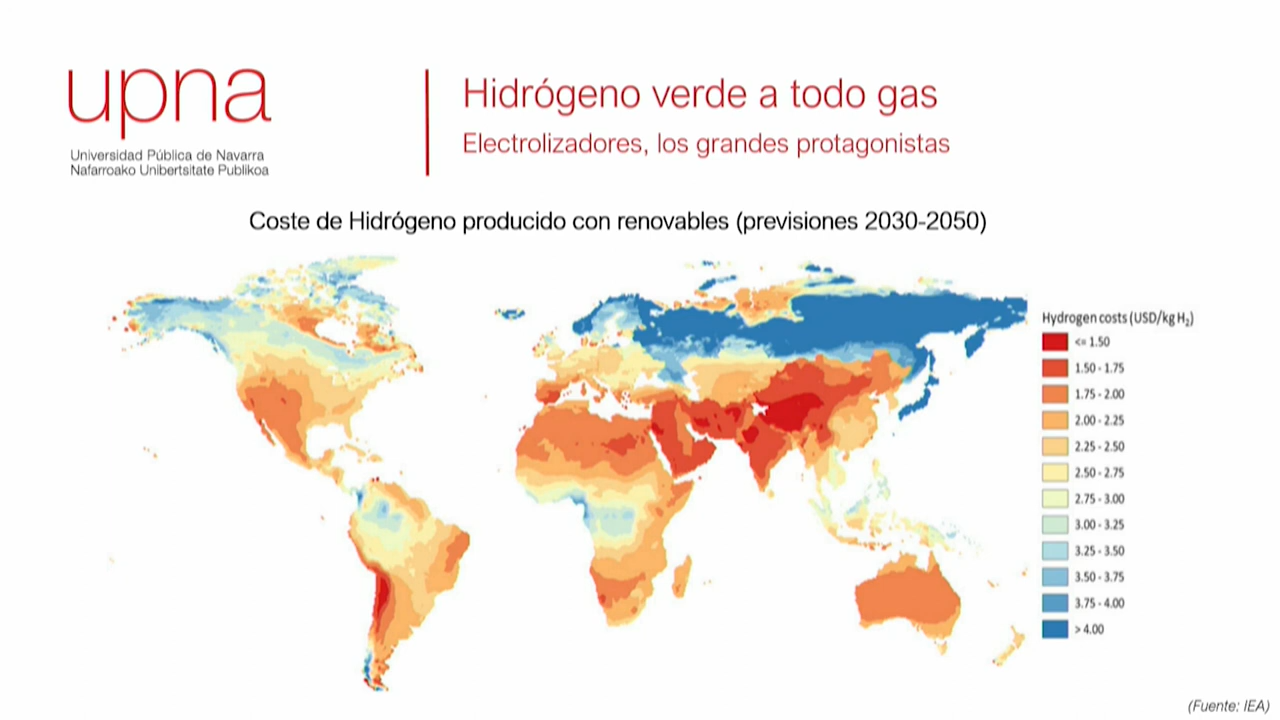 upna
Universidad Pública de Navarra
Nafarroako Unibertsitate Publikoa
Hidrógeno verde a todo gas
Electrolizadores, los grandes protagonistas
Coste de Hidrógeno producido con renovables (previsiones 2030-2050)
Hydrogen costs (USD/kg H₂)
<= 1.50
1.50 - 1.75
1.75 - 2.00
2.00 - 2.25
2.25 - 2.50
2.50 - 2.75
2.75 - 3.00
3.00 - 3.25
3.25 - 3.50
3.50 - 3.75
3.75 - 4.00
> 4.00
(Fuente: IEA)